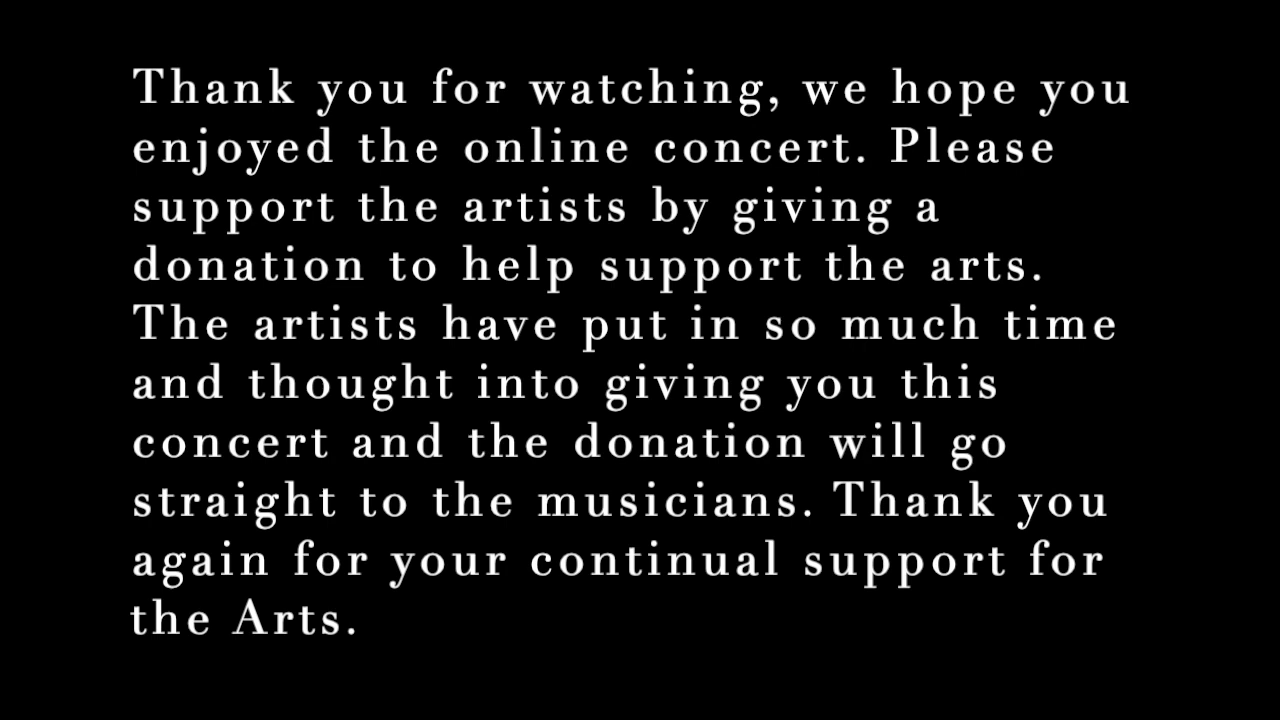 Thank you for watching, we hope you
enjoyed the online concert. Please
support the artists by giving a
donation to help support the arts.
The artists have put in so much time
and thought into giving you this
concert and the donation will go
straight to the musicians. Thank you
again for your continual support for
the Arts.